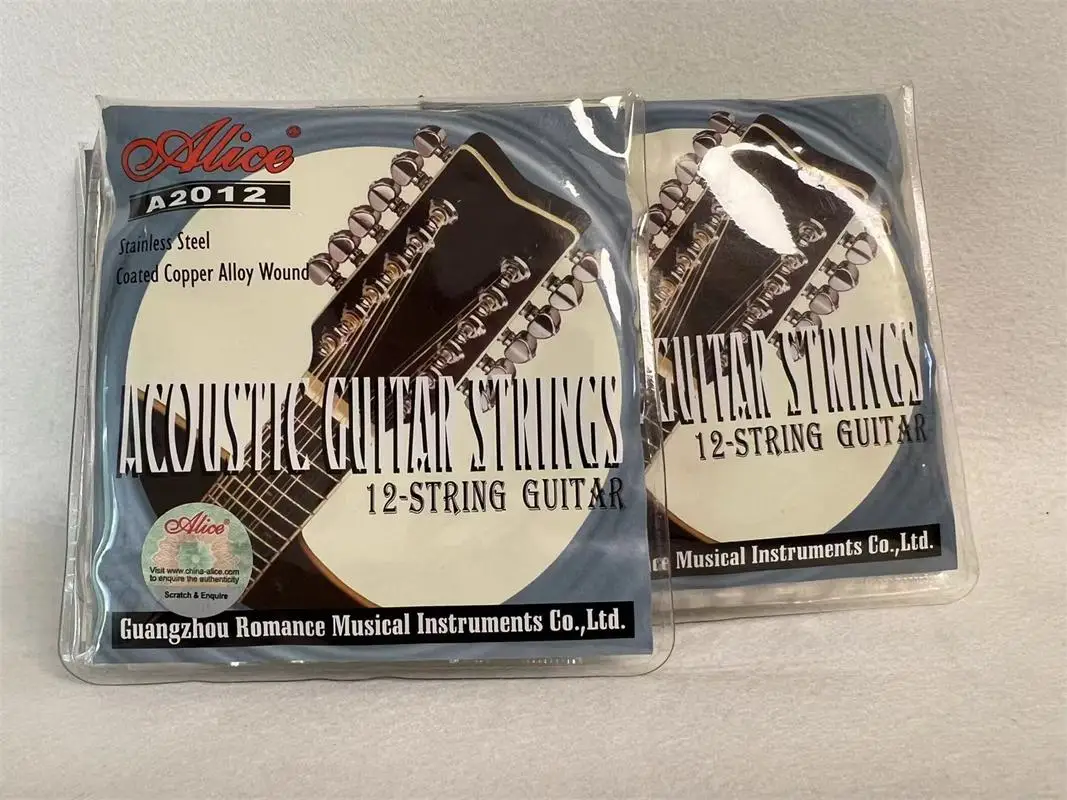 Alice®
A2012
Stainless Steel
Coated Copper Alloy Wound
ACOUSTIC GUITAR STRINGS
12-STRING GUITAR
Alice®
Visit www.china-alice.com
to enquire the authenticity
Scratch & Enquire
Guangzhou Romance Musical Instruments Co.,Ltd.
GUITAR STRINGS
12-STRING GUITAR
ce Musical Instruments Co.,Ltd.